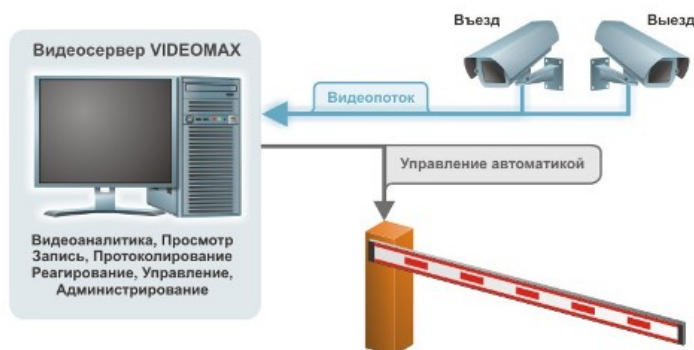 Видеосервер VIDEOMAX
Въезд
Выезд
Видеопоток
Управление автоматикой
Видеоаналитика, Просмотр
Запись, Протоколирование
Реагирование, Управление,
Администрирование